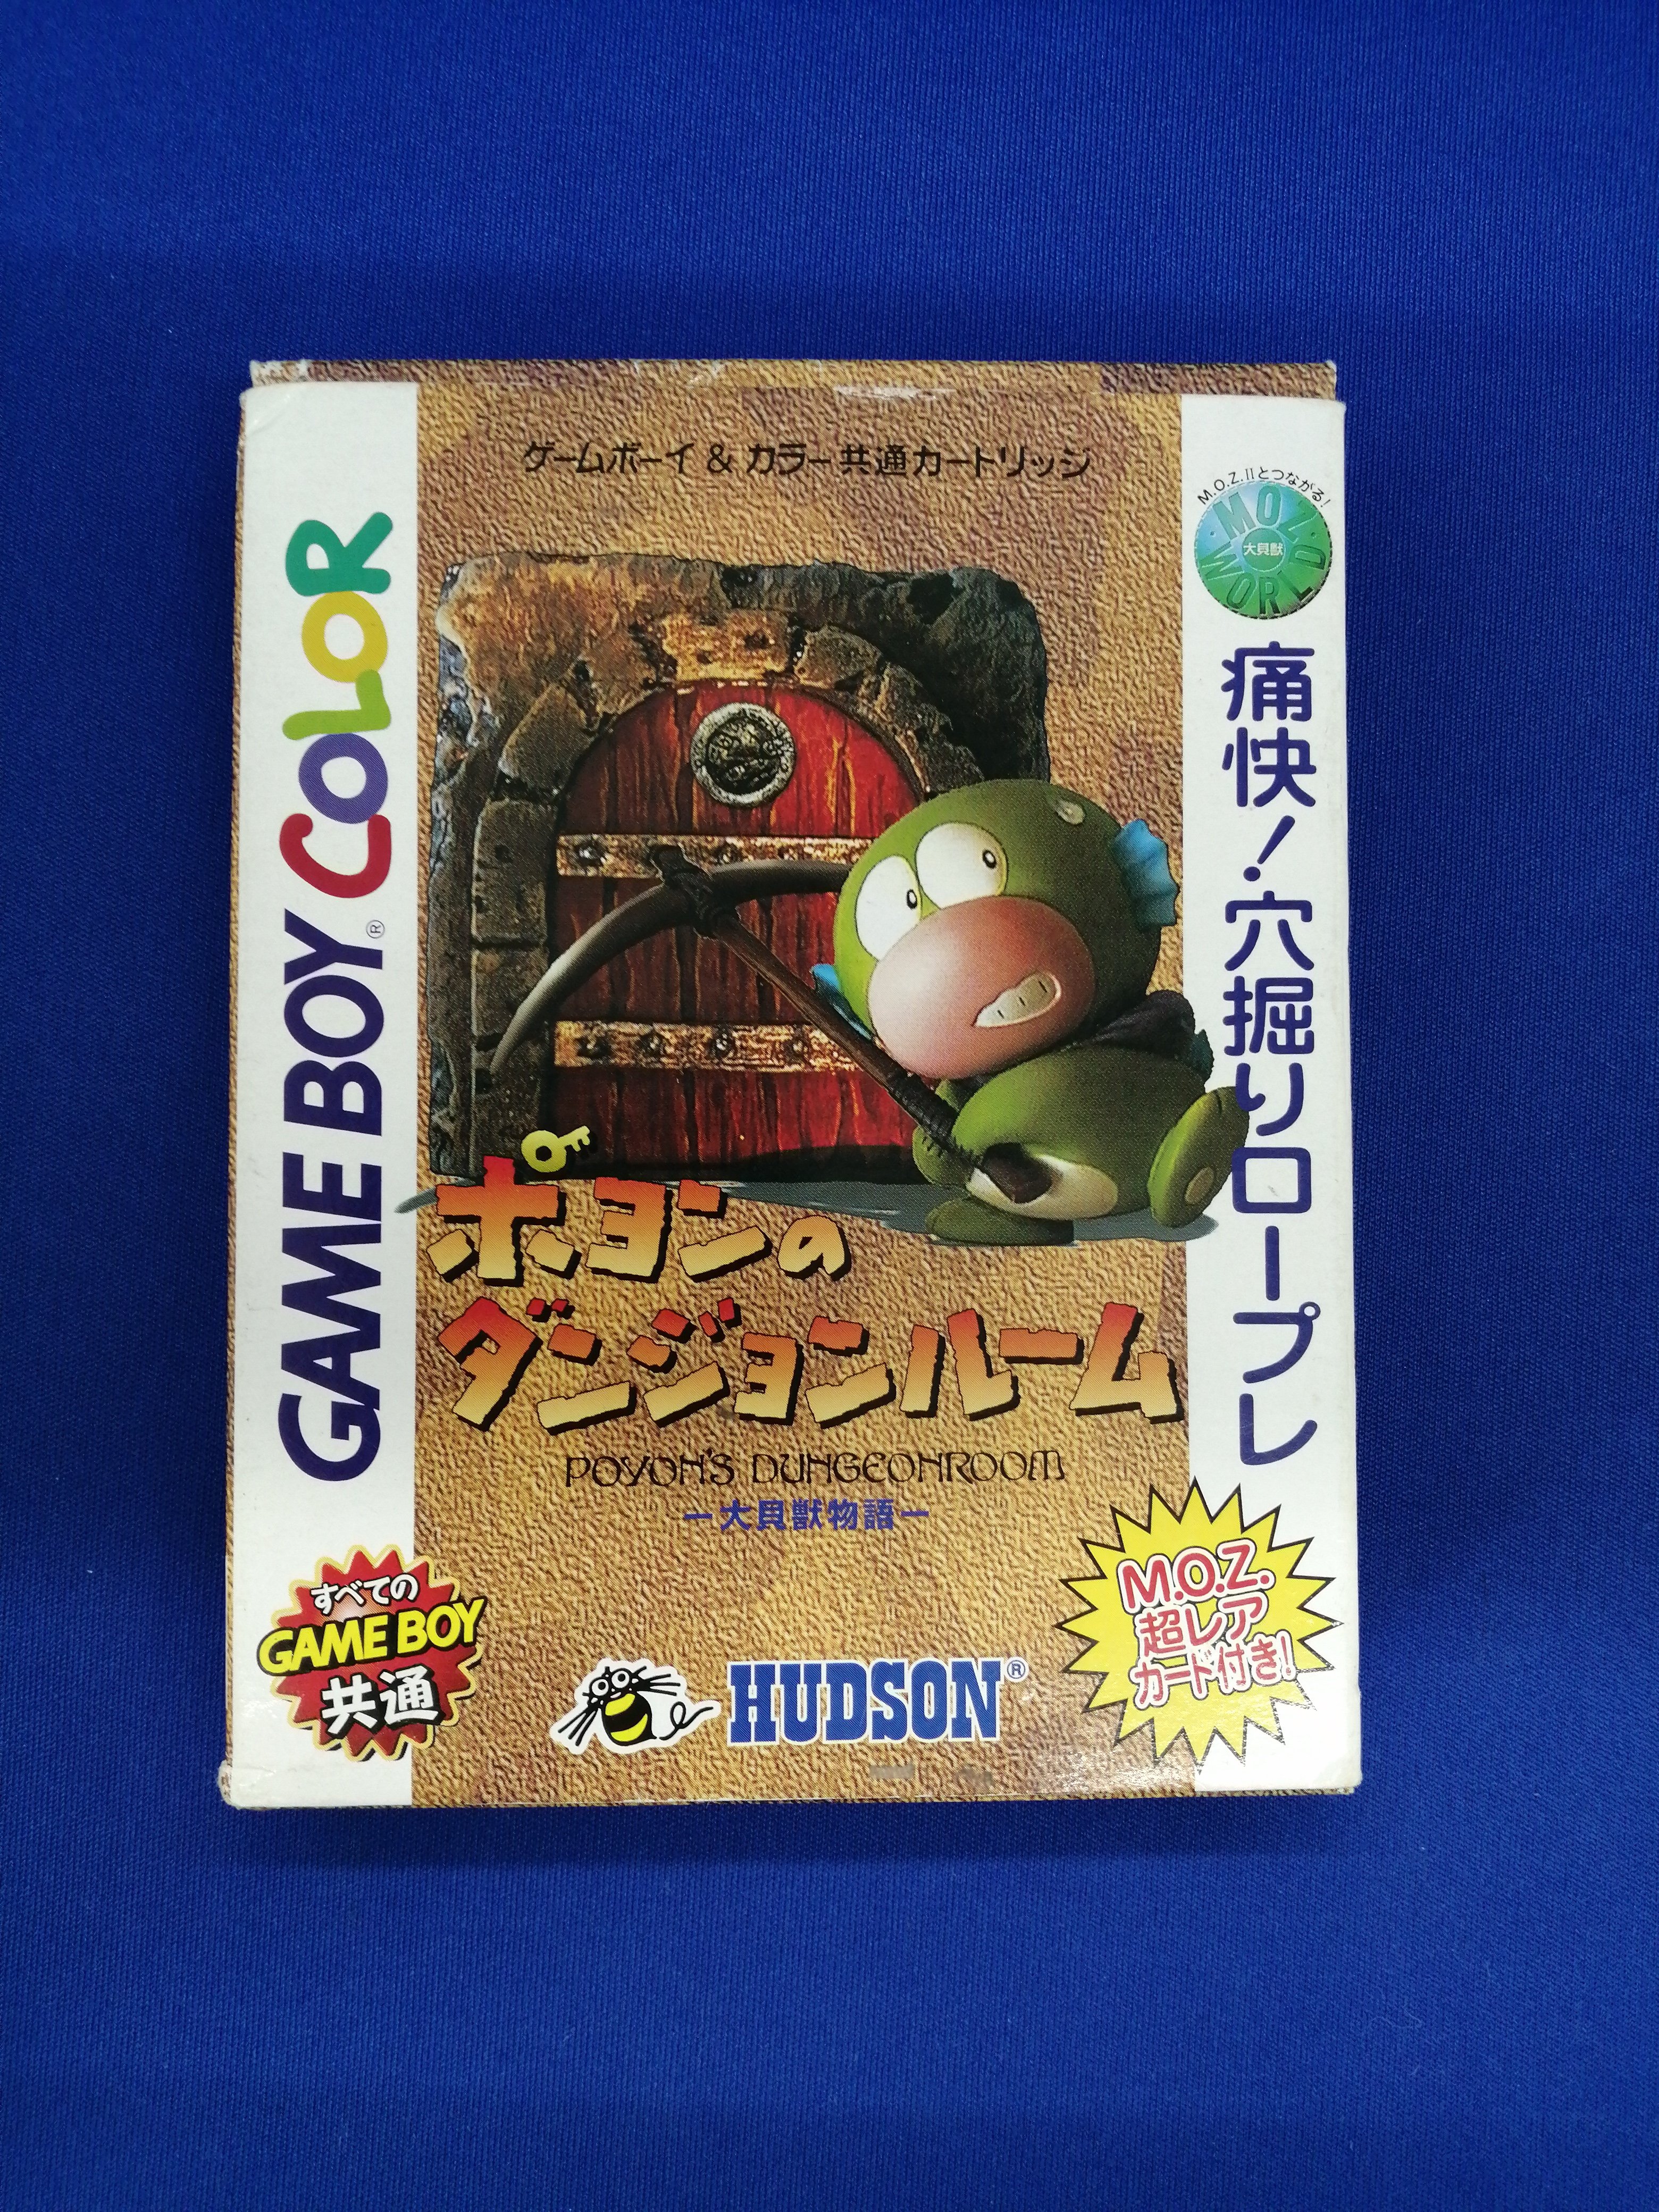 ゲームボーイ & カラー共通カートリッジ
GAME BOY COLOR
®
M.O.Z.IIとつながる!
MOZ
大貝獣
WORLD
痛快!穴掘りロープレ
ポヨンの
ダンジョンルーム
POYON'S DUNGEONROOM
ー大貝獣物語ー
すべての
GAME BOY
共通
HUDSON®
M.O.Z.
超レア
カード付き!